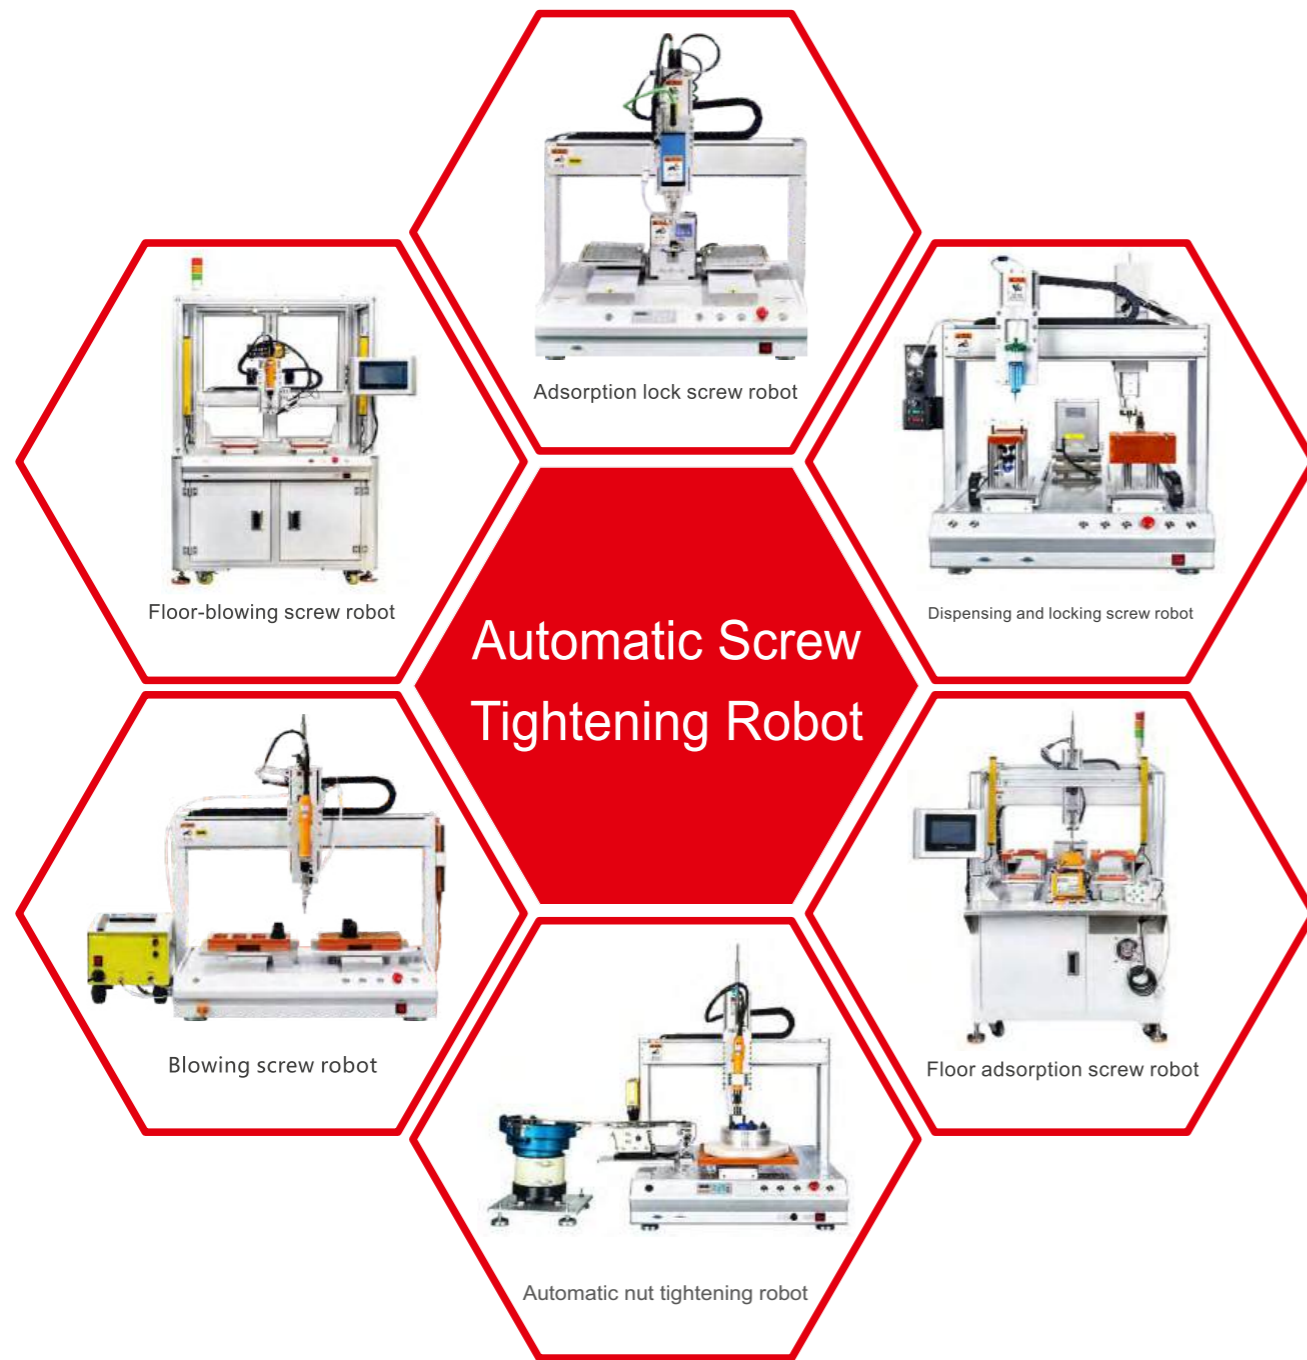 Adsorption lock screw robot
Floor-blowing screw robot
Dispensing and locking screw robot
Automatic Screw
Tightening Robot
Blowing screw robot
Floor adsorption screw robot
Automatic nut tightening robot